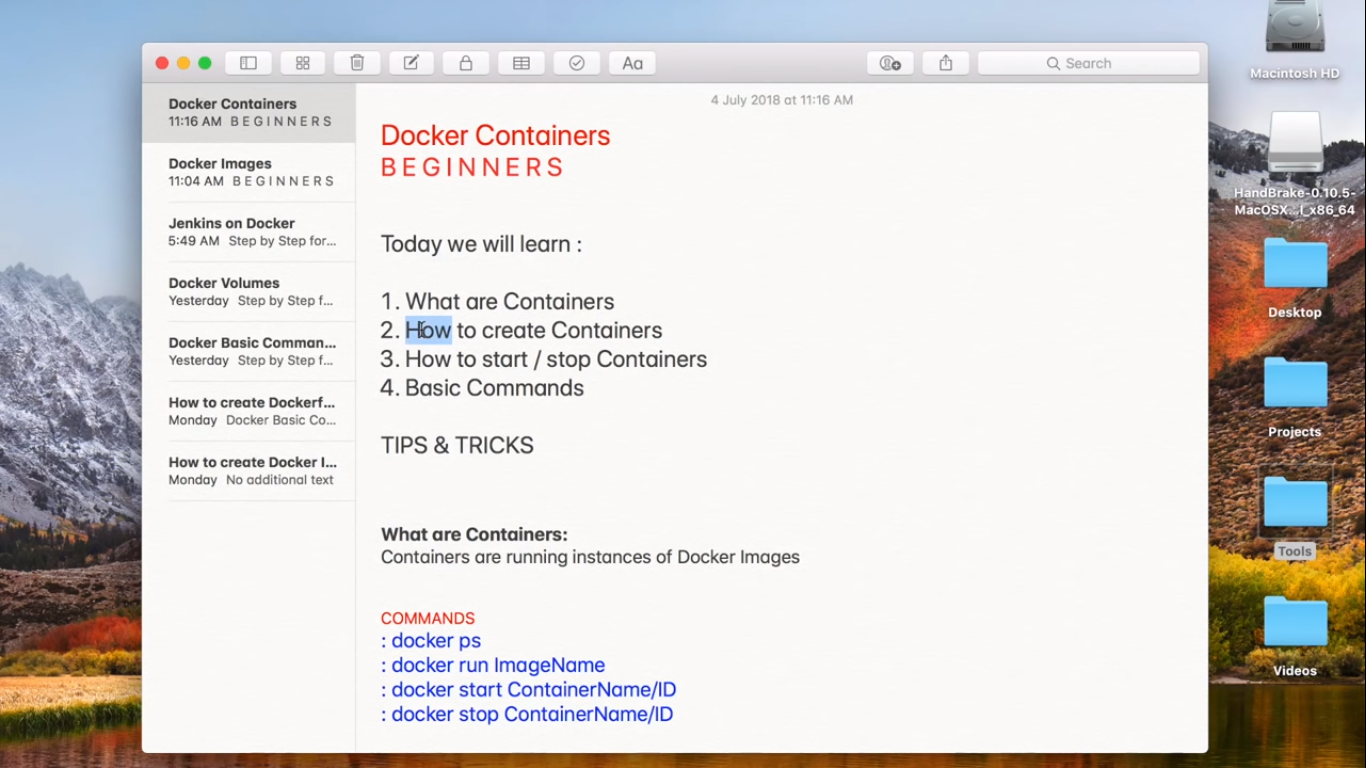 Aa
Search
Docker Containers
11:16 AM BEGINNERS
Docker Images
11:04 AM BEGINNERS
Jenkins on Docker
5:49 AM Step by Step for...
Docker Volumes
Yesterday Step by Step f...
Docker Basic Comman...
Yesterday Step by Step f...
How to create Dockerf...
Monday Docker Basic Co...
How to create Docker I...
Monday No additional text
4 July 2018 at 11:16 AM
Docker Containers
BEGINNERS
Today we will learn :
1. What are Containers
2. How to create Containers
3. How to start / stop Containers
4. Basic Commands
TIPS & TRICKS
What are Containers:
Containers are running instances of Docker Images
COMMANDS
: docker ps
: docker run ImageName
: docker start ContainerName/ID
: docker stop ContainerName/ID
Macintosh HD
HandBrake-0.10.5-
MacOSX...l_x86_64
Desktop
Projects
Tools
Videos